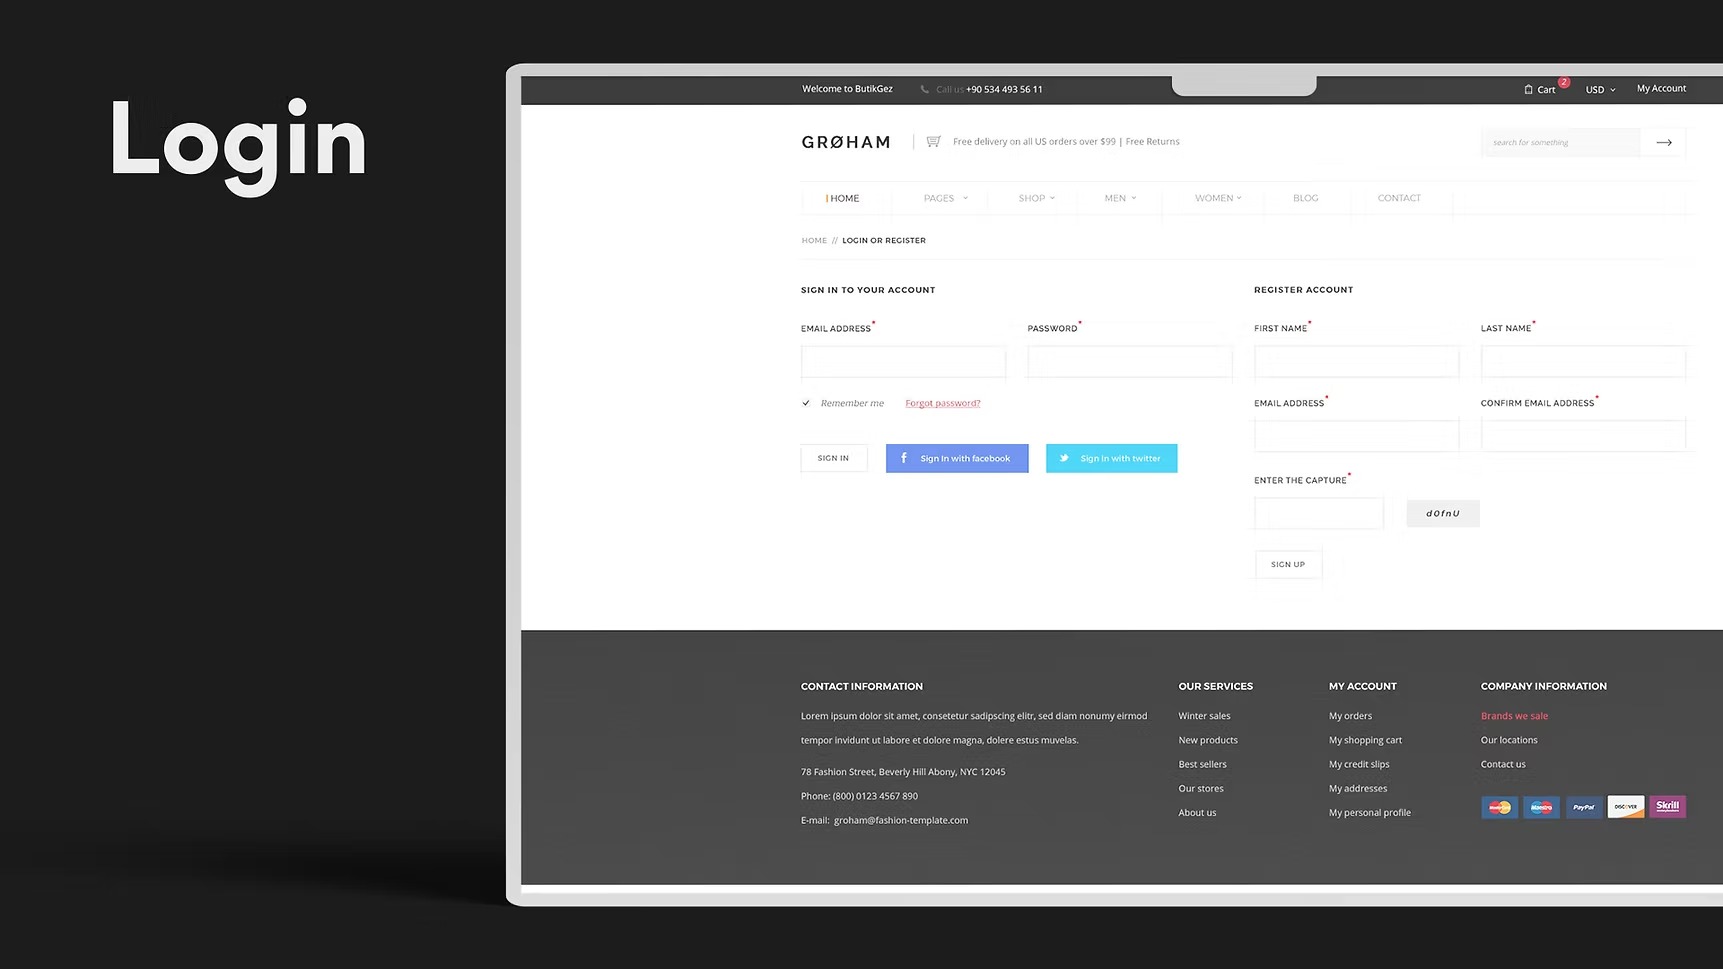 Login
Welcome to ButikGez
Call us +90 534 493 56 11
Cart 2
USD
My Account
GRØHAM
Free delivery on all US orders over $99 | Free Returns
search for something
HOME
PAGES
SHOP
MEN
WOMEN
BLOG
CONTACT
HOME // LOGIN OR REGISTER
SIGN IN TO YOUR ACCOUNT
EMAIL ADDRESS*
PASSWORD*
Remember me
Forgot password?
SIGN IN
f Sign In with facebook
Sign in with twitter
REGISTER ACCOUNT
FIRST NAME*
LAST NAME*
EMAIL ADDRESS*
CONFIRM EMAIL ADDRESS*
ENTER THE CAPTURE*
dOfnU
SIGN UP
CONTACT INFORMATION
Lorem ipsum dolor sit amet, consetetur sadipscing elitr, sed diam nonumy eirmod
tempor invidunt ut labore et dolore magna, dolere estus muvelas.
78 Fashion Street, Beverly Hill Abony, NYC 12045
Phone: (800) 0123 4567 890
E-mail: groham@fashion-template.com
OUR SERVICES
Winter sales
New products
Best sellers
Our stores
About us
MY ACCOUNT
My orders
My shopping cart
My credit slips
My addresses
My personal profile
COMPANY INFORMATION
Brands we sale
Our locations
Contact us
MasterCard
Maestro
PayPal
DISCOVER
Skrill